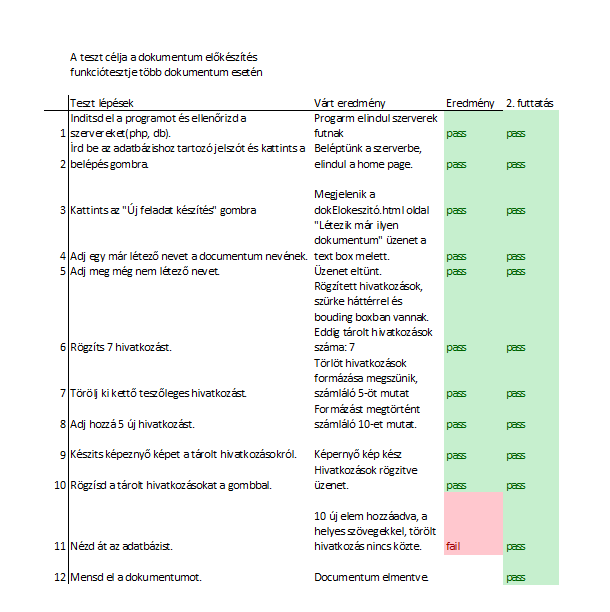 A teszt célja a dokumentum előkészítés
funkciótesztje több dokumentum esetén
Teszt lépések Várt eredmény Eredmény 2. futtatás
Inditsd el a programot és ellenőrizd a Progarm elindul szerverek
1 szervereket(php, db). futnak pass pass
Írd be az adatbázishoz tartozó jelszót és kattints a Beléptünk a szerverbe,
2 belépés gombra. elindul a home page. pass pass
Megjelenik a
3 Kattints az "Új feladat készítés" gombra dokElokeszitó.html oldal pass pass
"Létezik már ilyen
dokumentum" üzenet a
4 Adj egy már létező nevet a documentum nevének. text box melett. pass pass
5 Adj meg még nem létező nevet. Üzenet eltűnt. pass pass
Rögzített hivatkozások,
szürke háttérrel és
bouding boxban vannak.
Eddig tárolt hivatkozások
6 Rögzíts 7 hivatkozást. száma: 7 pass pass
Törlöt hivatkozások
formázása megszünik,
7 Törölj ki kettő teszőleges hivatkozást. számláló 5-öt mutat pass pass
Formázást megtörtént
8 Adj hozzá 5 új hivatkozást. számláló 10-et mutat. pass pass
9 Készits képeznyő képet a tárolt hivatkozásokról. Képernyő kép kész pass pass
Hivatkozások rögzitve
10 Rögzísd a tárolt hivatkozásokat a gombbal. üzenet. pass pass
10 új elem hozzáadva, a
helyes szövegekkel, törölt
11 Nézd át az adatbázist. hivatkozás nincs közte. fail pass
12 Mensd el a dokumentumot. Documentum elmentve. pass